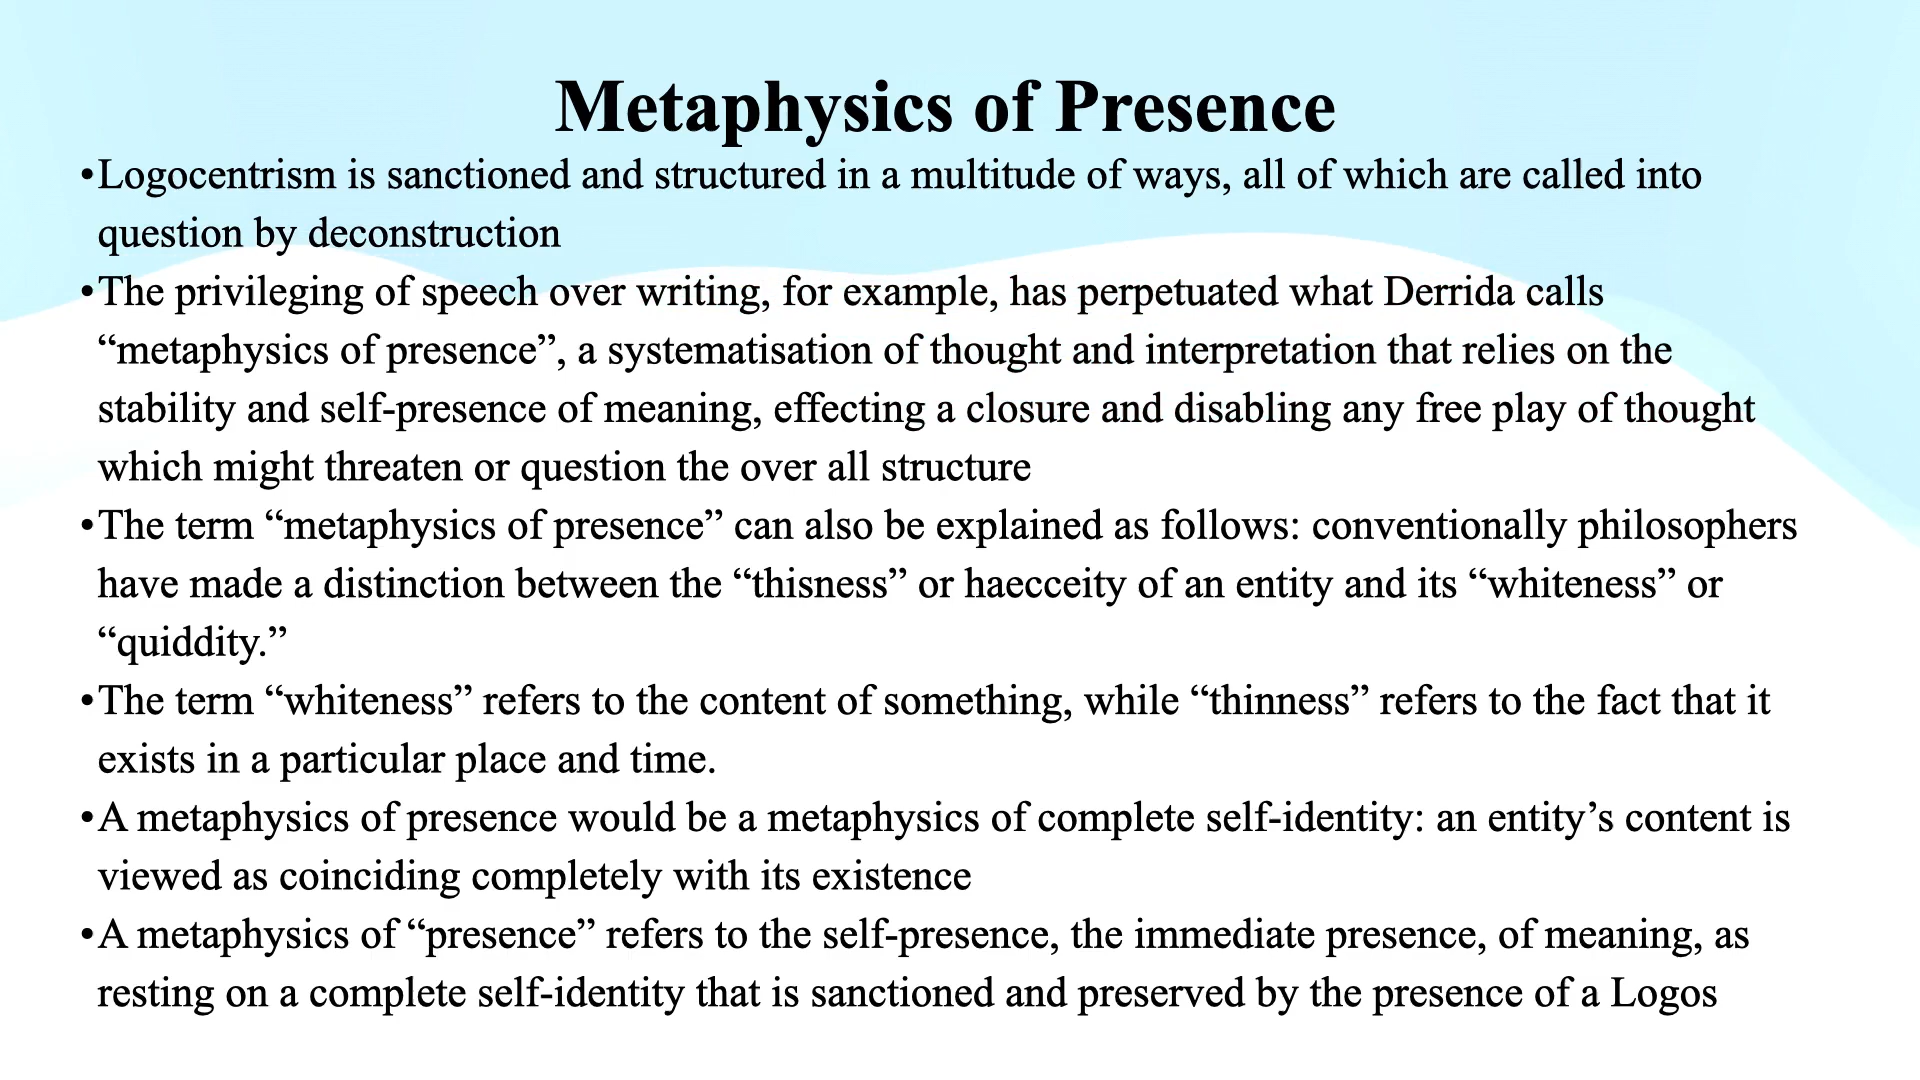 Metaphysics of Presence
•Logocentrism is sanctioned and structured in a multitude of ways, all of which are called into
question by deconstruction
•The privileging of speech over writing, for example, has perpetuated what Derrida calls
“metaphysics of presence”, a systematisation of thought and interpretation that relies on the
stability and self-presence of meaning, effecting a closure and disabling any free play of thought
which might threaten or question the over all structure
•The term “metaphysics of presence” can also be explained as follows: conventionally philosophers
have made a distinction between the “thisness” or haecceity of an entity and its “whiteness” or
“quiddity.”
•The term “whiteness” refers to the content of something, while “thinness” refers to the fact that it
exists in a particular place and time.
•A metaphysics of presence would be a metaphysics of complete self-identity: an entity’s content is
viewed as coinciding completely with its existence
•A metaphysics of “presence” refers to the self-presence, the immediate presence, of meaning, as
resting on a complete self-identity that is sanctioned and preserved by the presence of a Logos